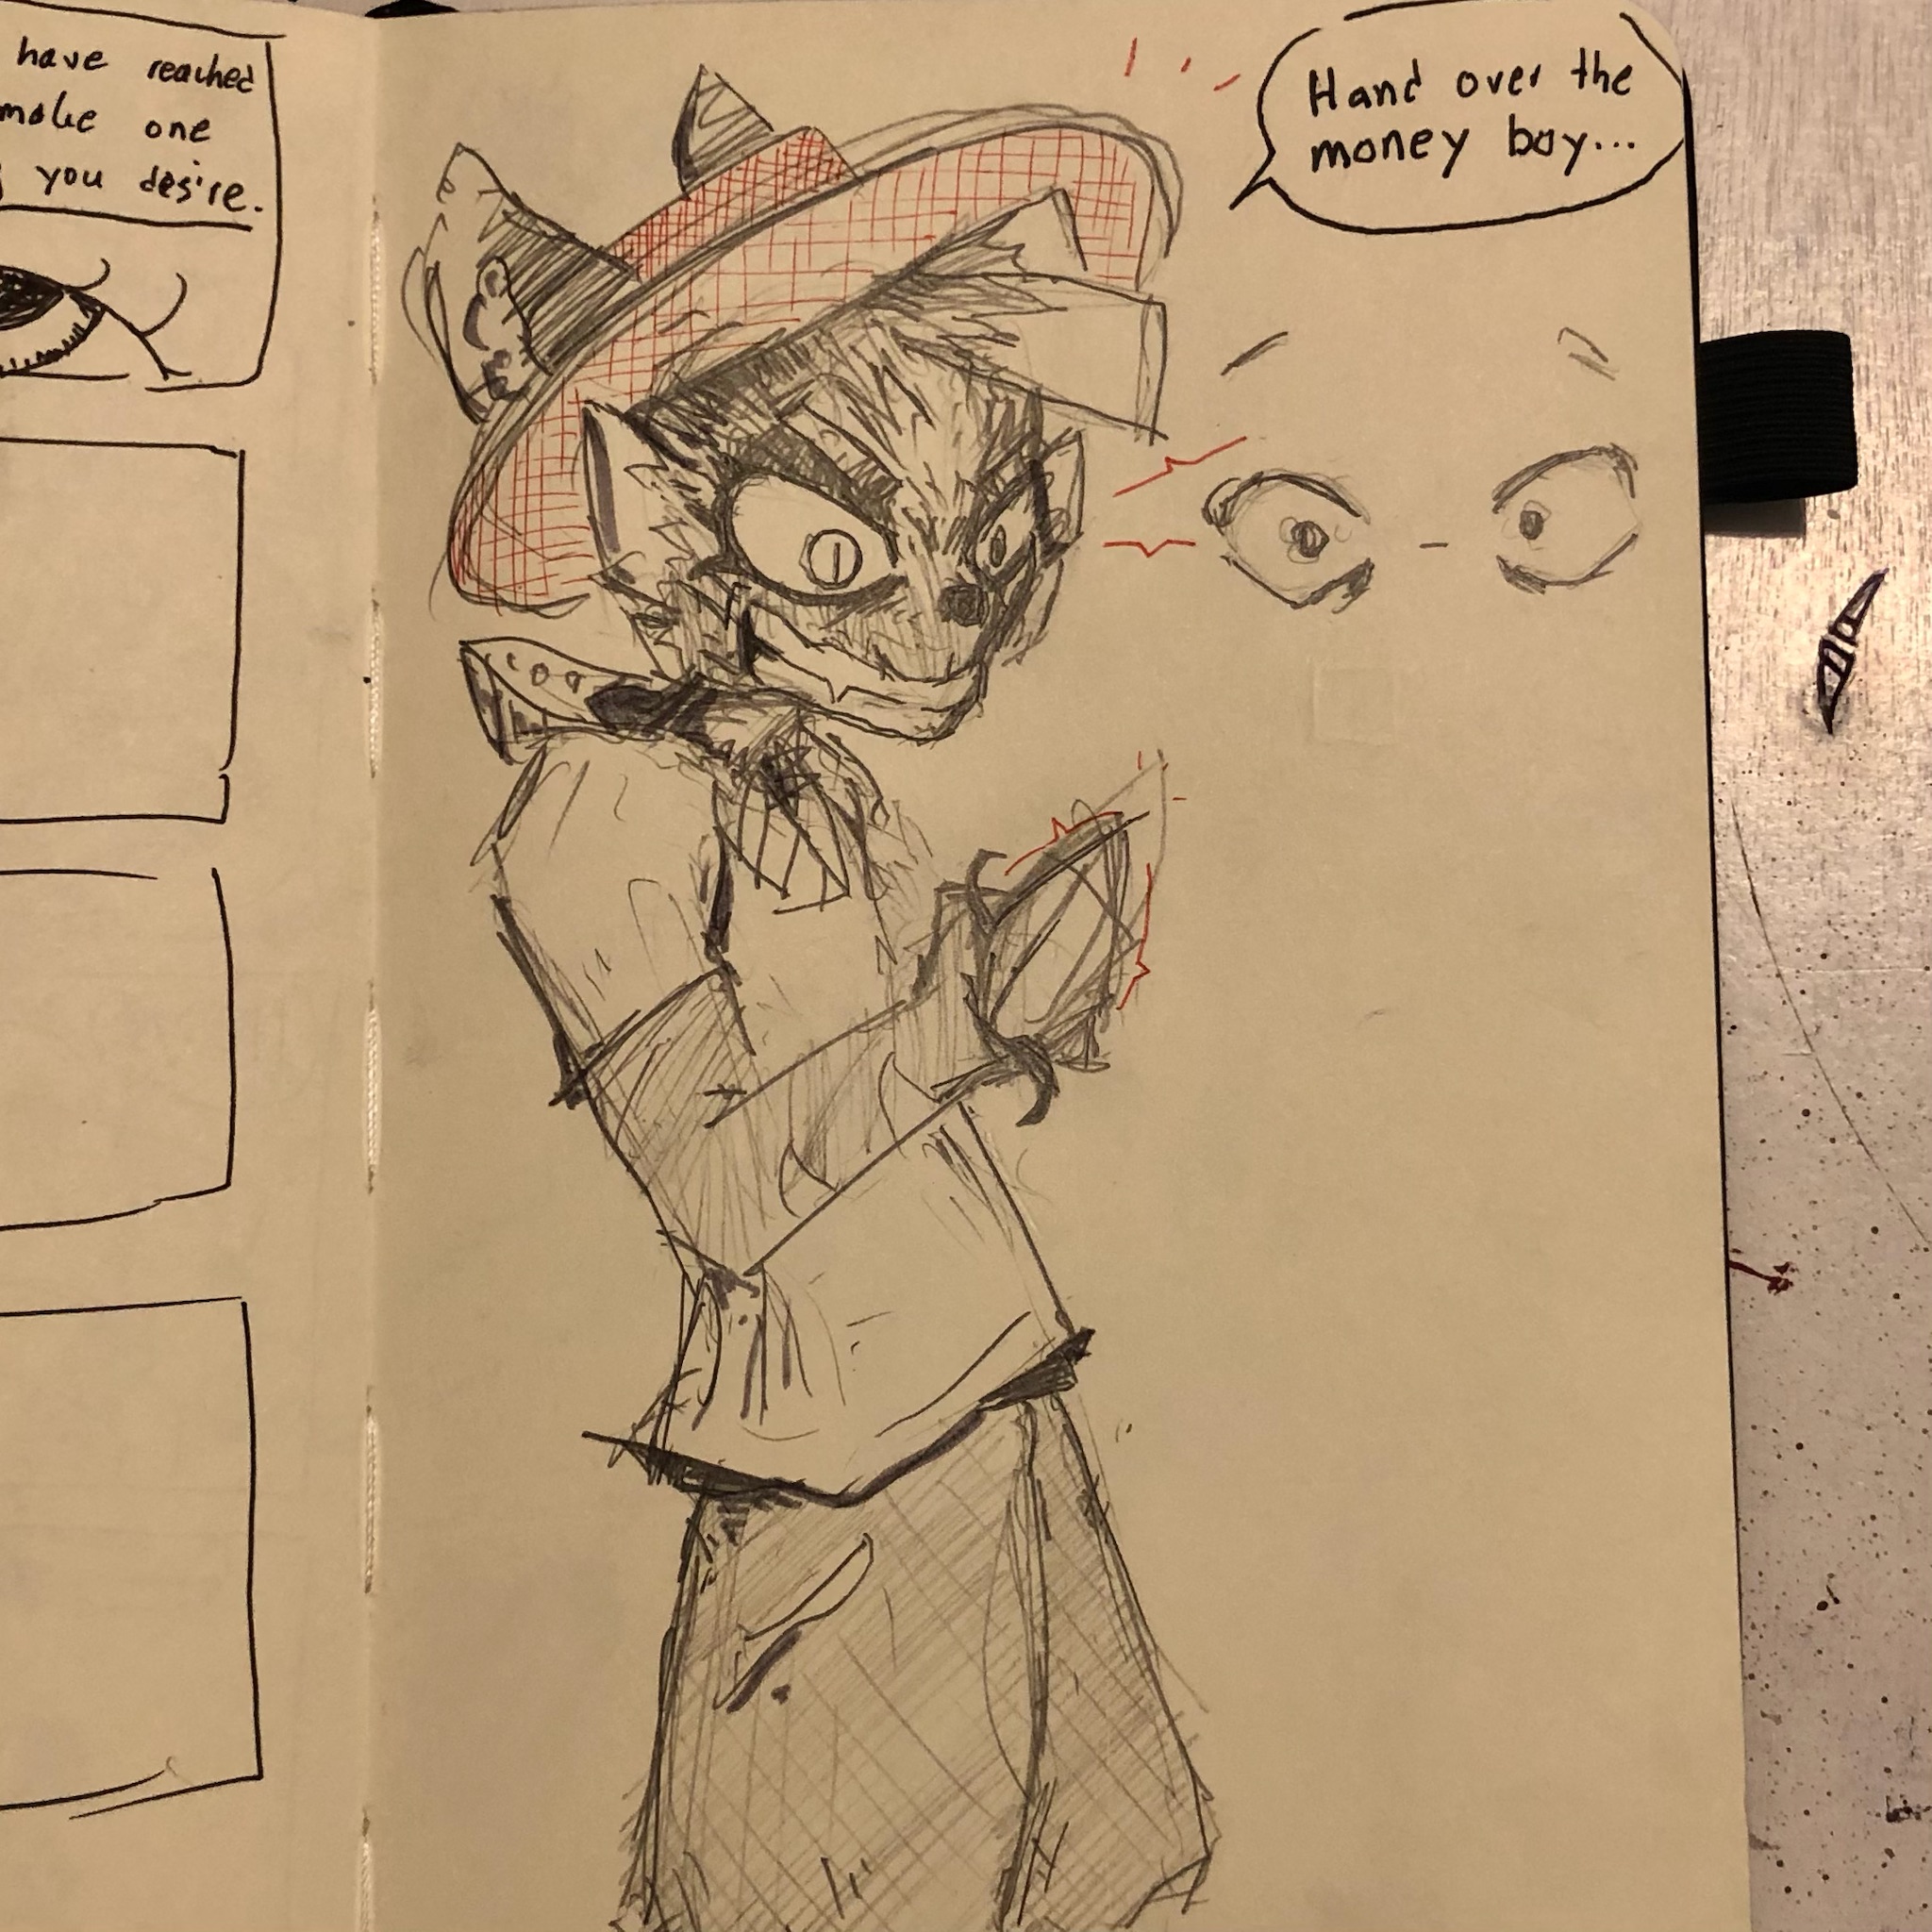 have reached
make one
you desire.
Hand over the
money boy...